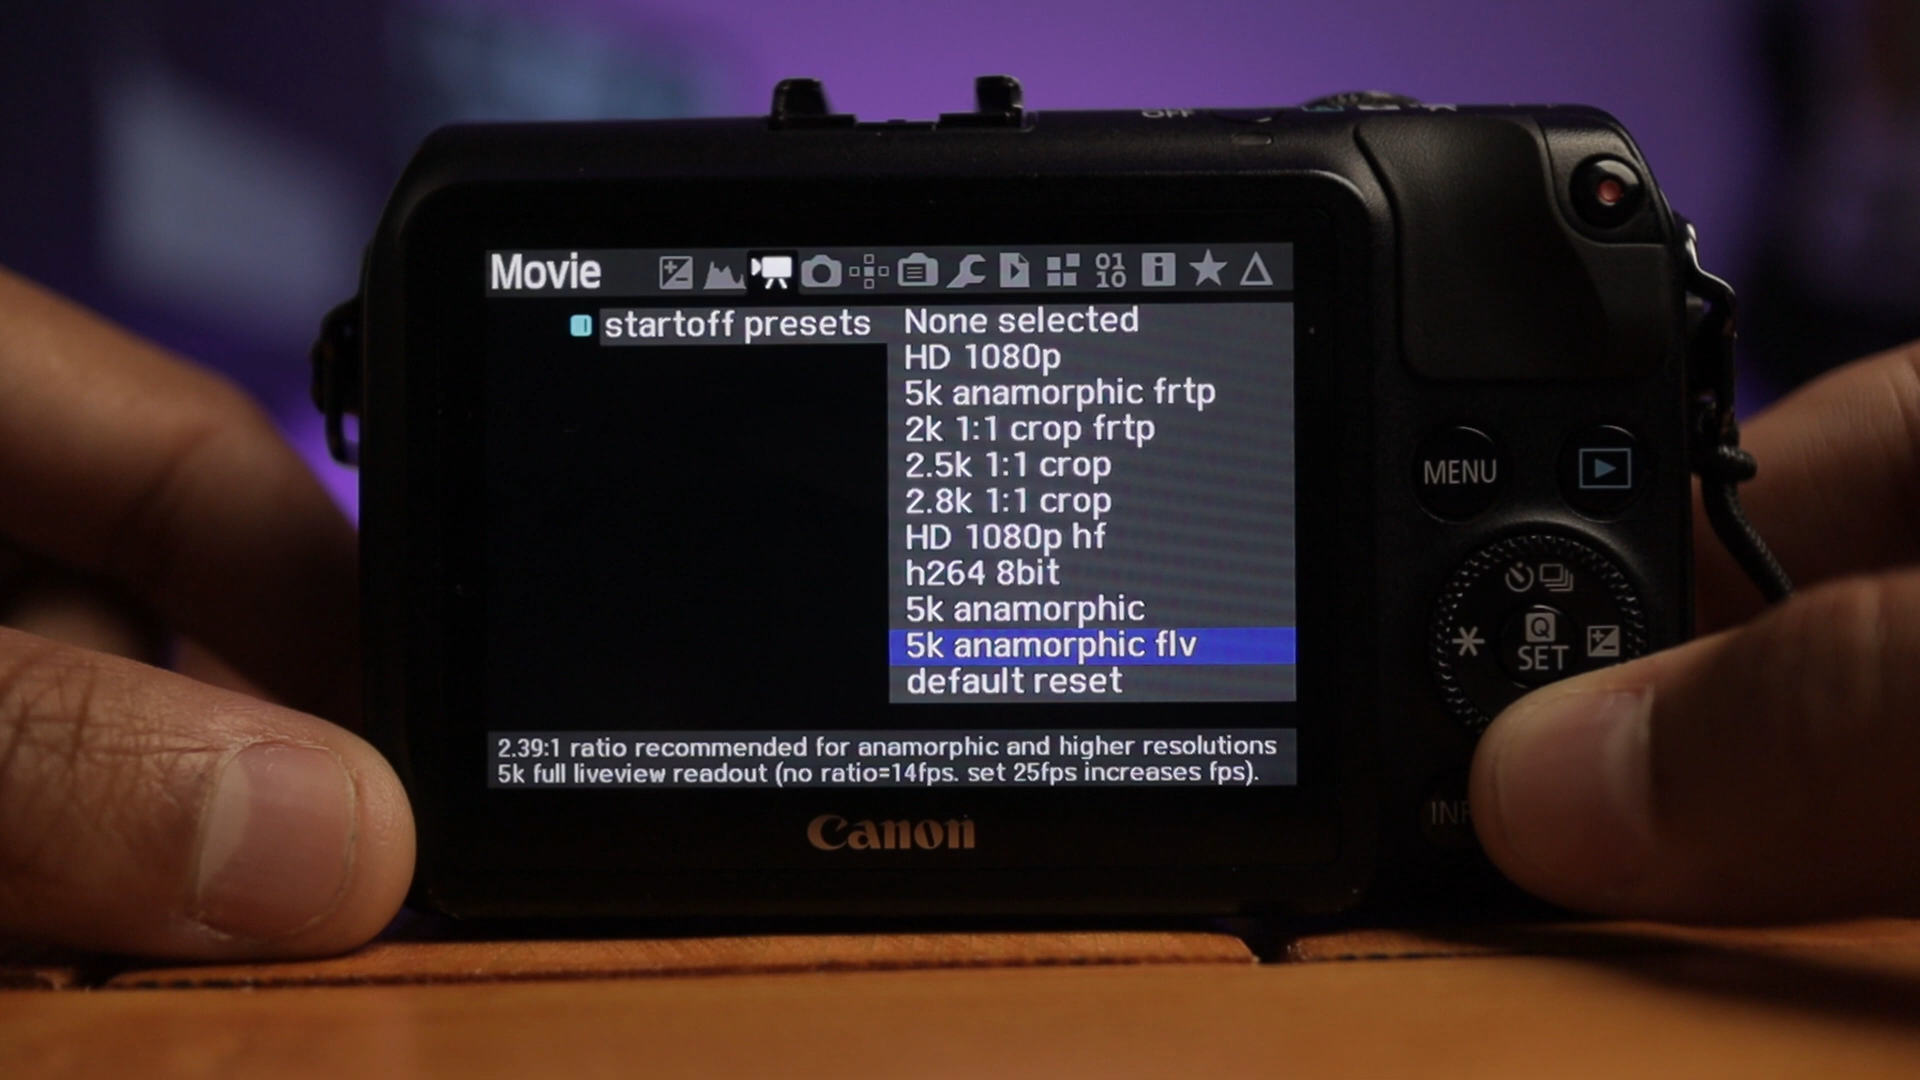 OFF
Movie
01
10
startoff presets
None selected
HD 1080p
5k anamorphic frtp
2k 1:1 crop frtp
2.5k 1:1 crop
2.8k 1:1 crop
HD 1080p hf
h264 8bit
5k anamorphic
5k anamorphic flv
default reset
2.39:1 ratio recommended for anamorphic and higher resolutions
5k full liveview readout (no ratio=14fps. set 25fps increases fps).
Canon
MENU
Q
SET